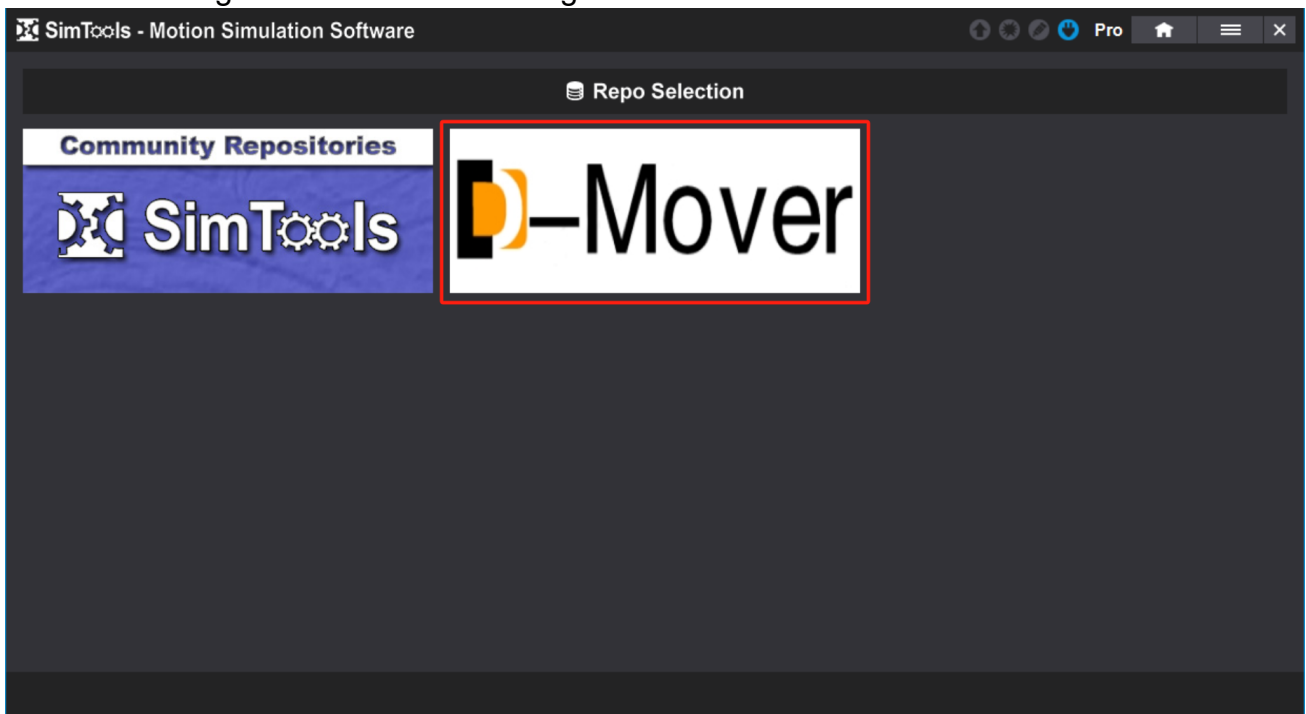 SimTools - Motion Simulation Software
Pro
Repo Selection
Community Repositories
SimTools
D-Mover